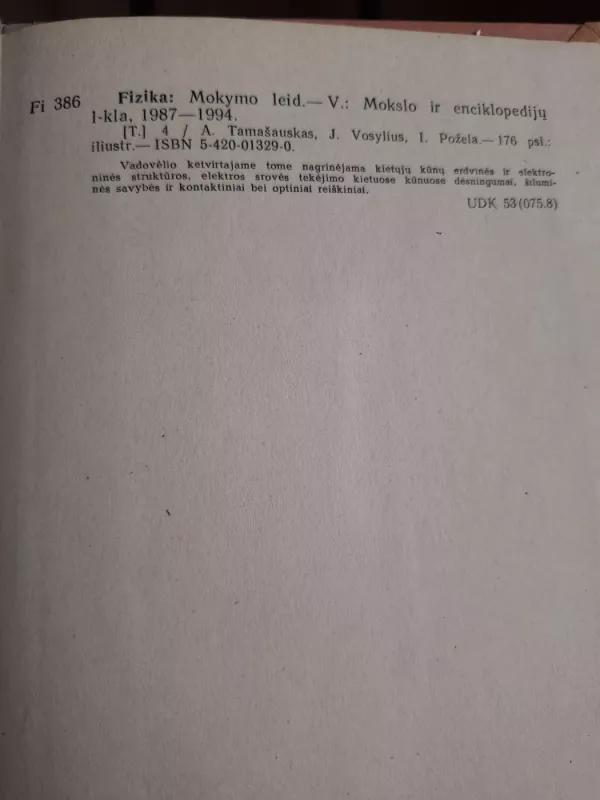 Fi 386
Fizika: Mokymo leid.— V.: Mokslo ir enciklopedijų
l-kla, 1987—1994.
[T.] 4 / A. Tamašauskas, J. Vosylius, I. Požela.— 176 psl.:
iliustr.— ISBN 5-420-01329-0.
Vadovėlio ketvirtajame tome nagrinėjama kietųjų kūnų erdvinės ir elektro-
ninės struktūros, elektros srovės tekėjimo kietuose kūnuose dėsningumai, šilumi-
nės savybės ir kontaktiniai bei optiniai reiškiniai.
UDK 53(075.8)